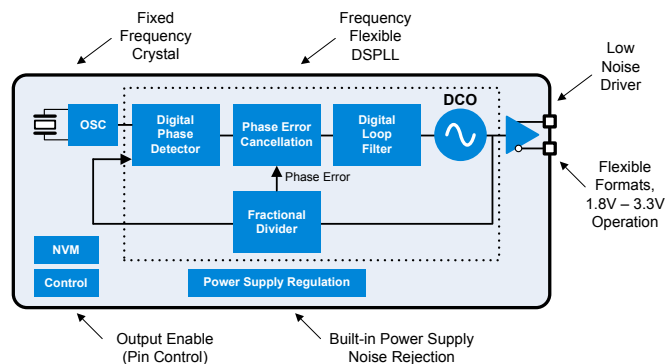 Fixed
Frequency
Crystal
Frequency
Flexible
DSPLL
Low
Noise
Driver
OSC
Digital
Phase
Detector
Phase Error
Cancellation
Digital
Loop
Filter
DCO
Phase Error
Fractional
Divider
Flexible
Formats,
1.8V – 3.3V
Operation
NVM
Control
Power Supply Regulation
Output Enable
(Pin Control)
Built-in Power Supply
Noise Rejection